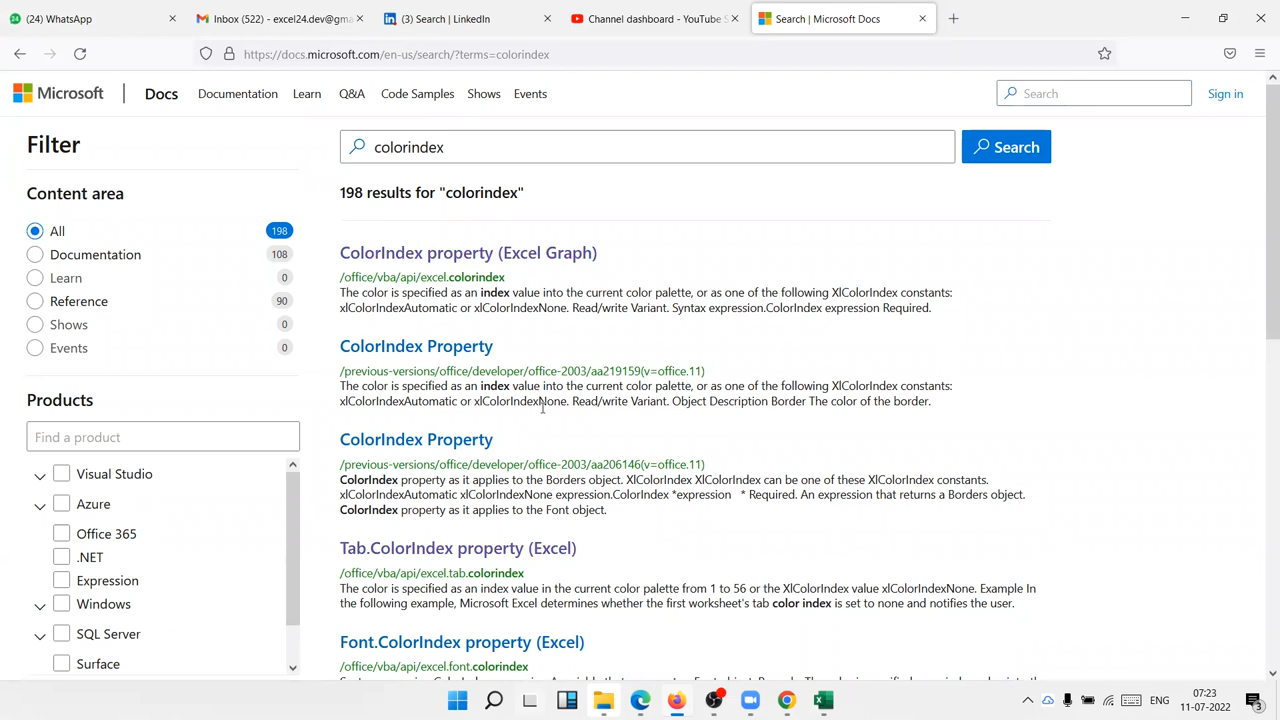 (24) WhatsApp
Inbox (522) - excel24.dev@gma
(3) Search | LinkedIn
Channel dashboard - YouTube S
Search | Microsoft Docs
https://docs.microsoft.com/en-us/search/?terms=colorindex
Microsoft
Docs
Documentation
Learn
Q&A
Code Samples
Shows
Events
Search
Sign in
Filter
colorindex
Search
Content area
198 results for "colorindex"
All 198
Documentation 108
Learn 0
Reference 90
Shows 0
Events 0
Products
Find a product
Visual Studio
Azure
Office 365
.NET
Expression
Windows
SQL Server
Surface
ColorIndex property (Excel Graph)
/office/vba/api/excel.colorindex
The color is specified as an index value into the current color palette, or as one of the following XlColorIndex constants:
xlColorIndexAutomatic or xlColorIndexNone. Read/write Variant. Syntax expression.ColorIndex expression Required.
ColorIndex Property
/previous-versions/office/developer/office-2003/aa219159(v=office.11)
The color is specified as an index value into the current color palette, or as one of the following XlColorIndex constants:
xlColorIndexAutomatic or xlColorIndexNone. Read/write Variant. Object Description Border The color of the border.
ColorIndex Property
/previous-versions/office/developer/office-2003/aa206146(v=office.11)
ColorIndex property as it applies to the Borders object. XlColorIndex XlColorIndex can be one of these XlColorIndex constants.
xlColorIndexAutomatic xlColorIndexNone expression.ColorIndex *expression * Required. An expression that returns a Borders object.
ColorIndex property as it applies to the Font object.
Tab.ColorIndex property (Excel)
/office/vba/api/excel.tab.colorindex
The color is specified as an index value in the current color palette from 1 to 56 or the XlColorIndex value xlColorIndexNone. Example In
the following example, Microsoft Excel determines whether the first worksheet's tab color index is set to none and notifies the user.
Font.ColorIndex property (Excel)
/office/vba/api/excel.font.colorindex
ENG
07:23
11-07-2022
3